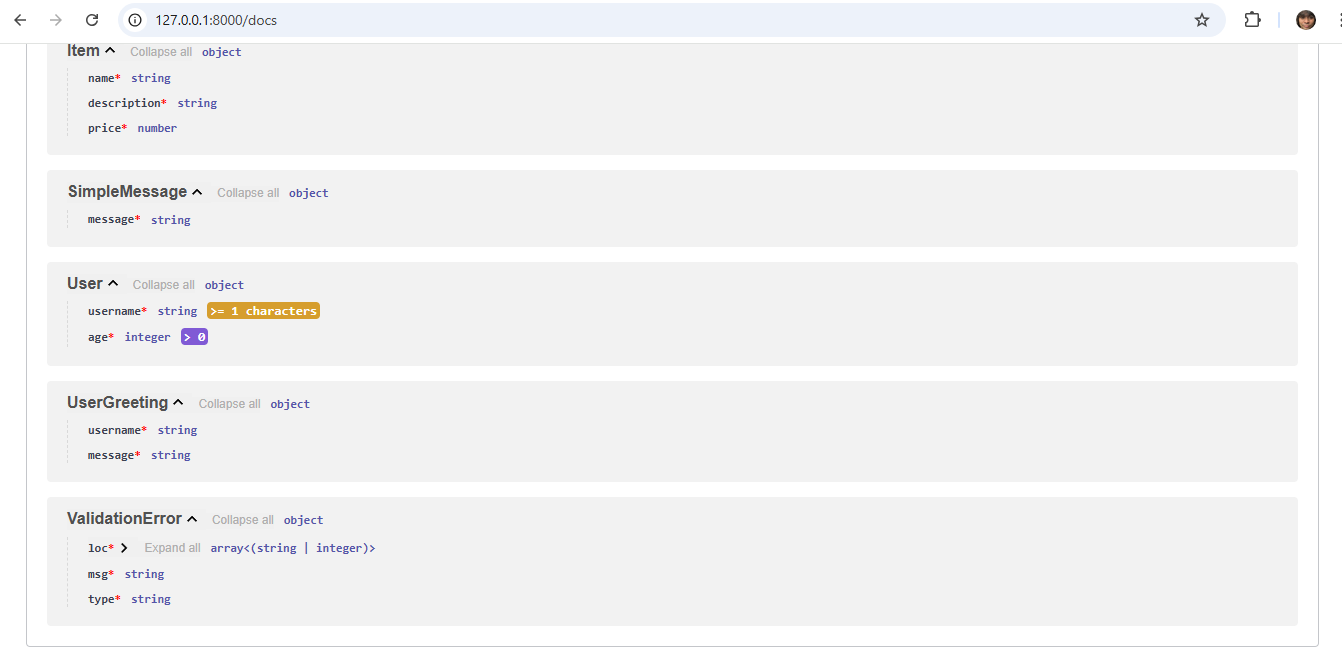 127.0.0.1:8000/docs
Item Collapse all object
name* string
description* string
price* number
SimpleMessage Collapse all object
message* string
User Collapse all object
username* string >= 1 characters
age* integer > 0
UserGreeting Collapse all object
username* string
message* string
ValidationError Collapse all object
loc* Expand all array<(string | integer)>
msg* string
type* string